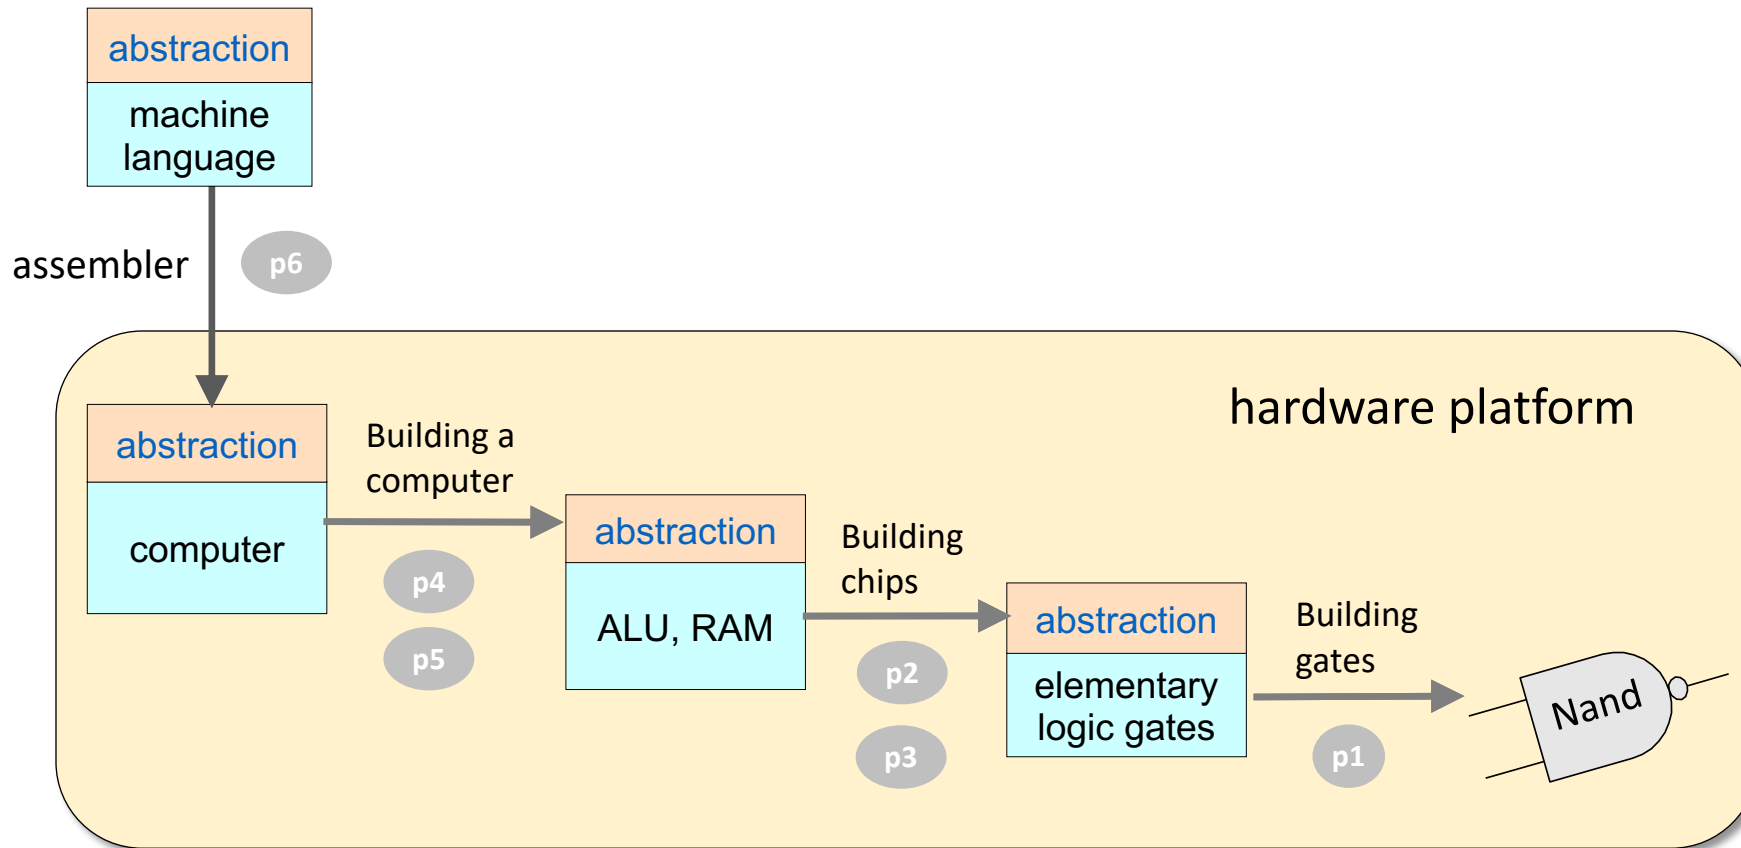 abstraction
machine
language
assembler
p6
hardware platform
abstraction
computer
Building a
computer
p4
p5
abstraction
ALU, RAM
Building
chips
p2
p3
abstraction
elementary
logic gates
Building
gates
p1
Nand